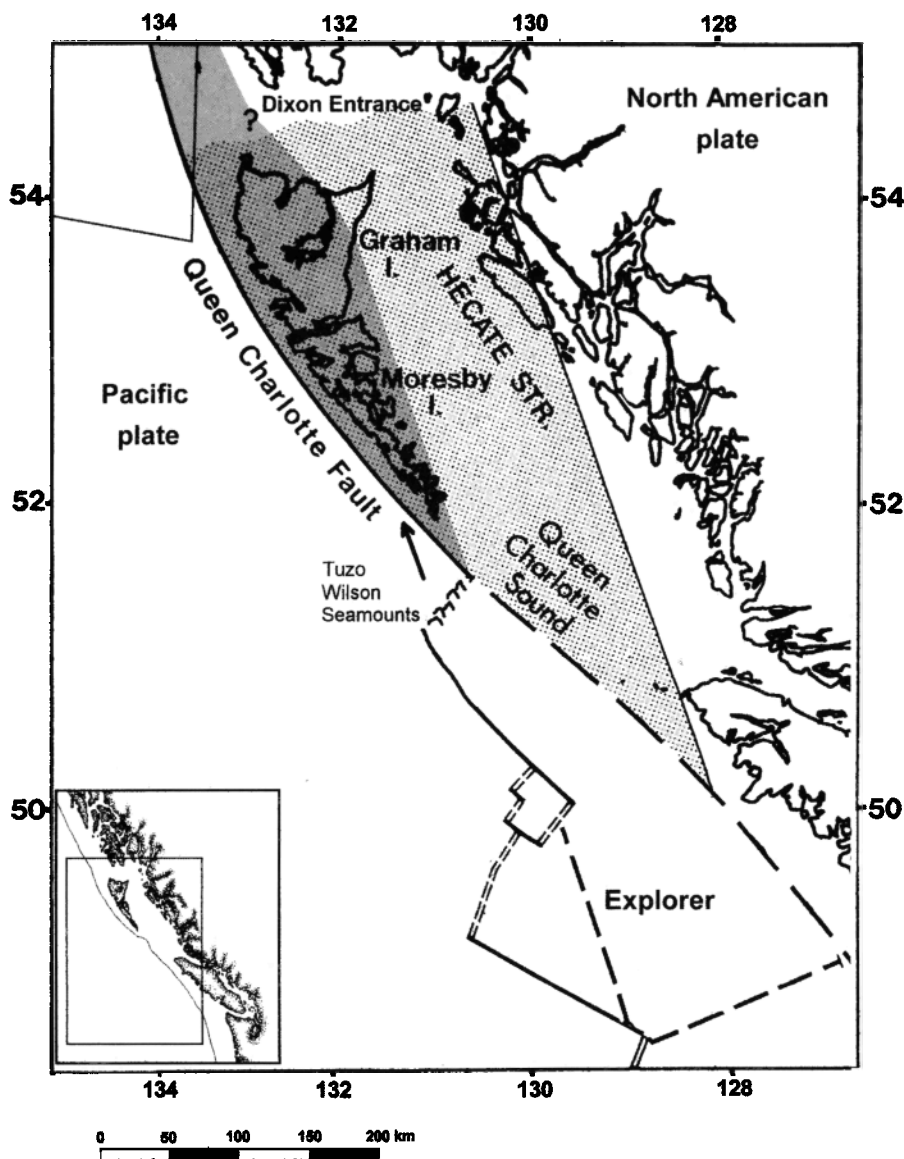 134 132 130 128
Dixon Entrance
North American
plate
?
54 54
Graham
I.
HECATE STR.
Queen Charlotte Fault
Moresby
I.
Pacific
plate
52 52
Queen
Charlotte
Sound
Tuzo
Wilson
Seamounts
50 50
Explorer
134 132 130 128
0 50 100 150 200 km